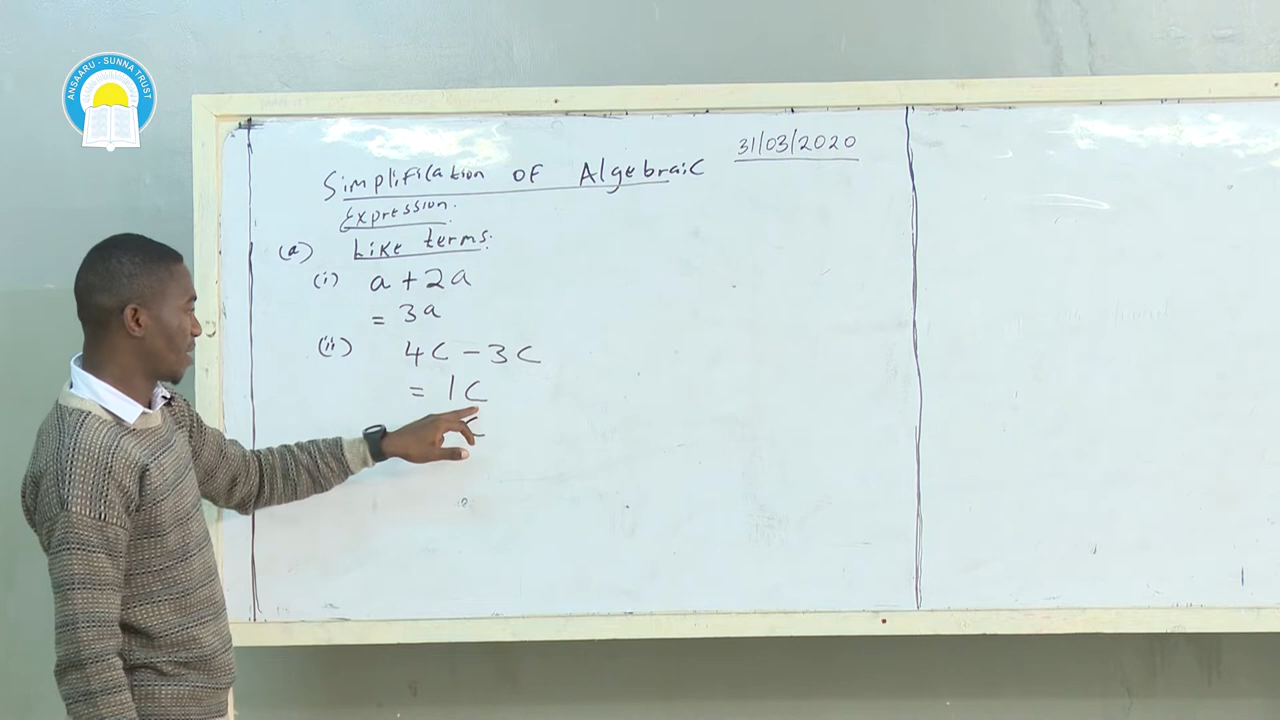 ANSAARU - SUNNA TRUST
31/03/2020
Simplification OF Algebraic
Expression.
(a) Like terms.
(i) a + 2a
= 3a
(ii) 4c - 3c
= 1c
c